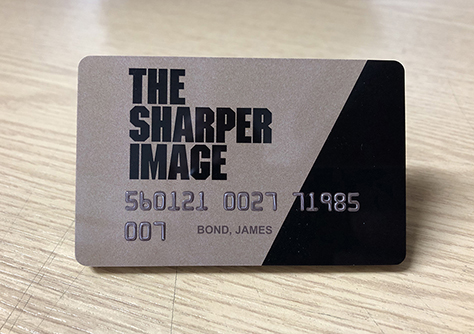 THE
SHARPER
IMAGE
560121 0027 71985
007 BOND, JAMES